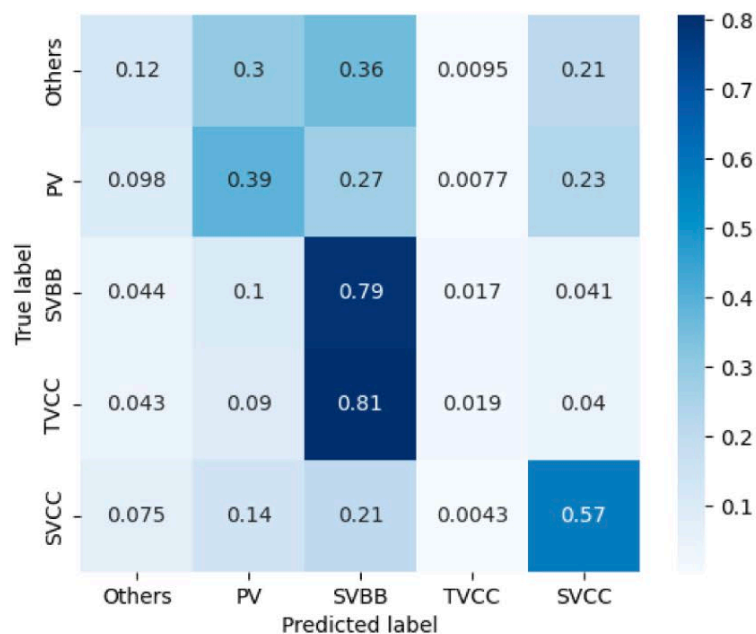 Others 0.12 0.3 0.36 0.0095 0.21
PV 0.098 0.39 0.27 0.0077 0.23
SVBB 0.044 0.1 0.79 0.017 0.041
TVCC 0.043 0.09 0.81 0.019 0.04
SVCC 0.075 0.14 0.21 0.0043 0.57
True label
Others PV SVBB TVCC SVCC
Predicted label
0.8
0.7
0.6
0.5
0.4
0.3
0.2
0.1